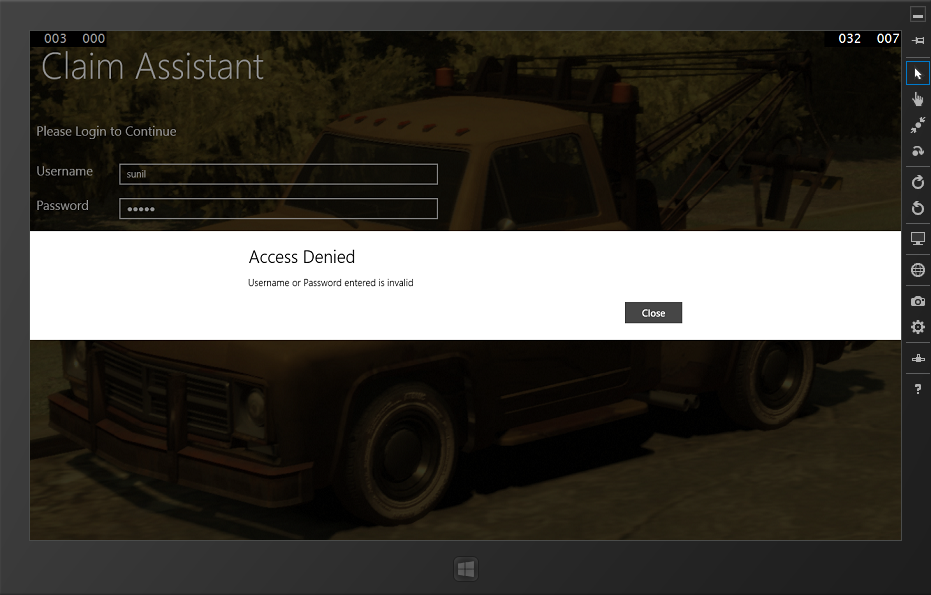 003 000 032 007
Claim Assistant
Please Login to Continue
Username sunil
Password •••••
Access Denied
Username or Password entered is invalid
Close
?